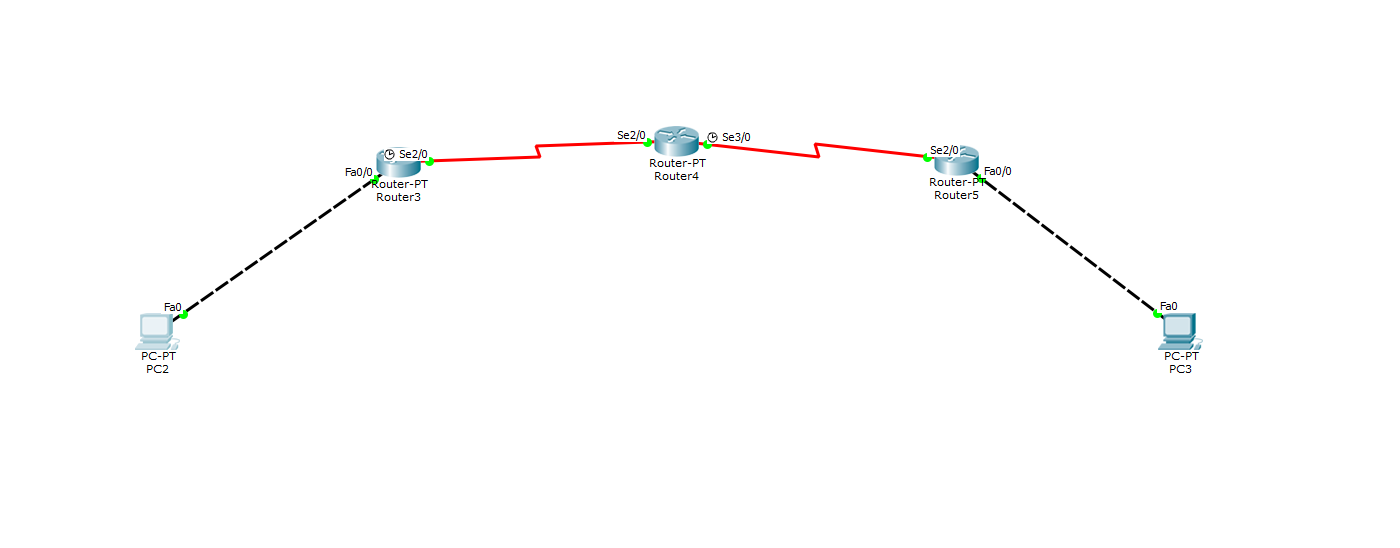 Se2/0
Se3/0
Se2/0
Se2/0
Fa0/0
Fa0/0
Router-PT
Router3
Router-PT
Router4
Router-PT
Router5
Fa0
Fa0
PC-PT
PC2
PC-PT
PC3